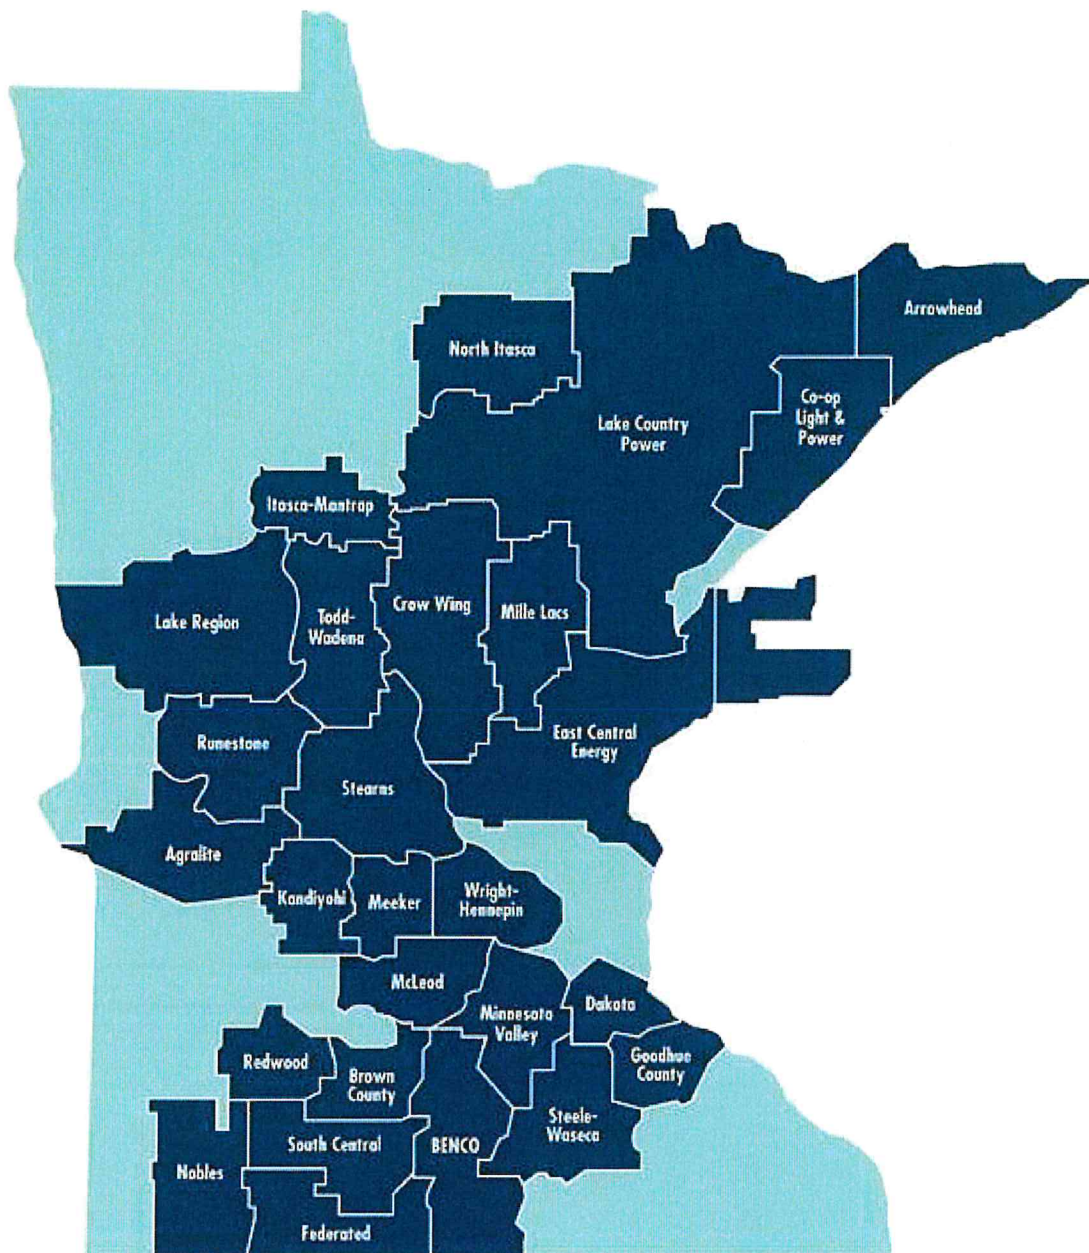 Arrowhead
North Itasca
Co-op
Light &
Power
Lake Country
Power
Itasca-Mantrap
Crow Wing
Mille Lacs
Todd-
Wadena
Lake Region
East Central
Energy
Runestone
Stearns
Agralite
Kandiyohi
Meeker
Wright-
Hennepin
McLeod
Minnesota
Valley
Dakota
Redwood
Brown
County
Goodhue
County
Steele-
Waseca
South Central
BENCO
Nobles
Federated